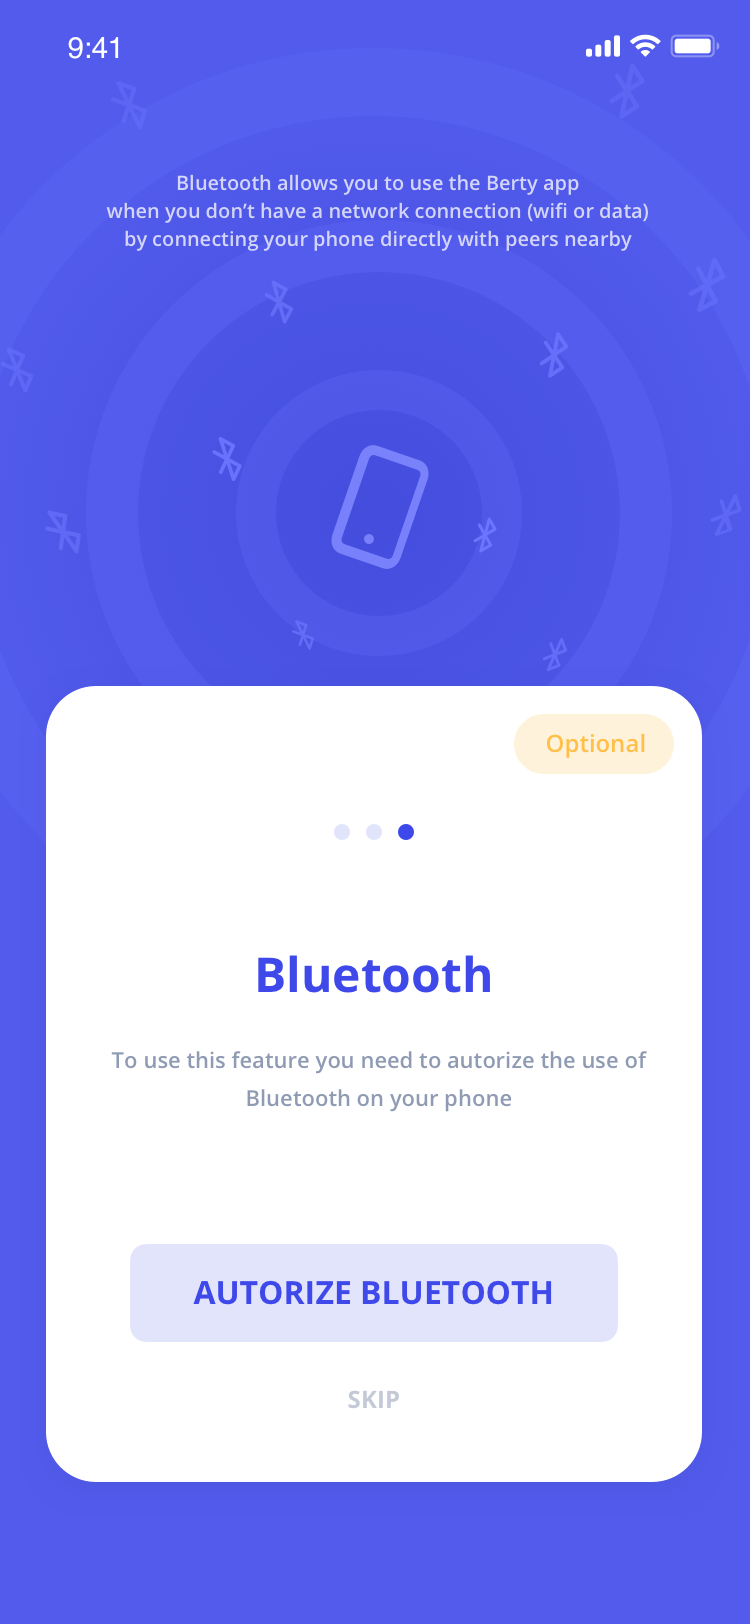 9:41
Bluetooth allows you to use the Berty app
when you don’t have a network connection (wifi or data)
by connecting your phone directly with peers nearby
Optional
Bluetooth
To use this feature you need to autorize the use of
Bluetooth on your phone
AUTORIZE BLUETOOTH
SKIP